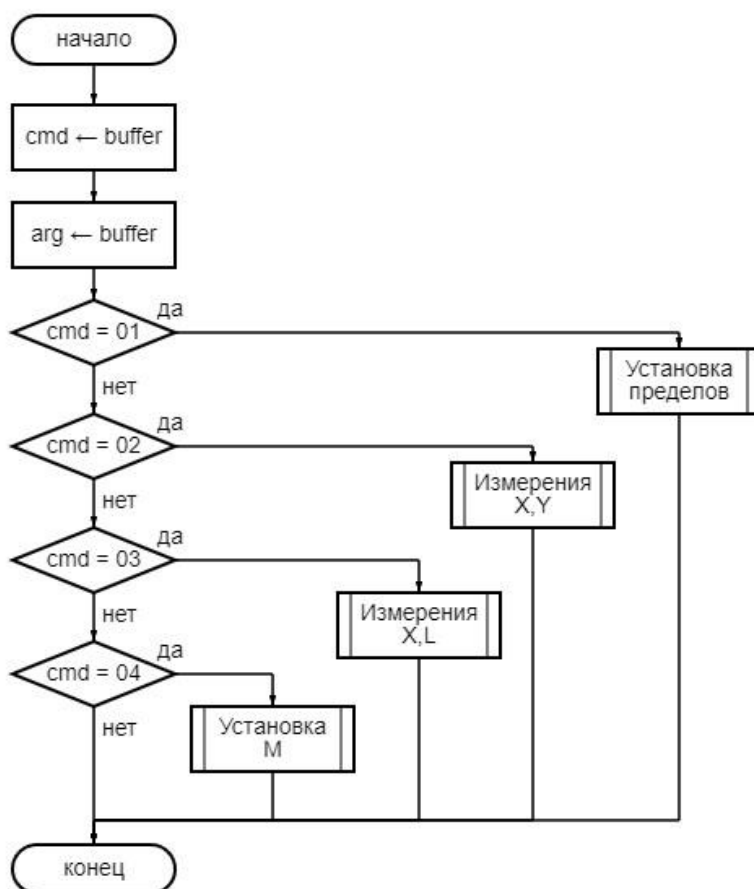 начало
cmd ← buffer
arg ← buffer
да
cmd = 01
нет
Установка
пределов
да
cmd = 02
нет
Измерения
X,Y
да
cmd = 03
нет
Измерения
X,L
да
cmd = 04
нет
Установка
M
конец